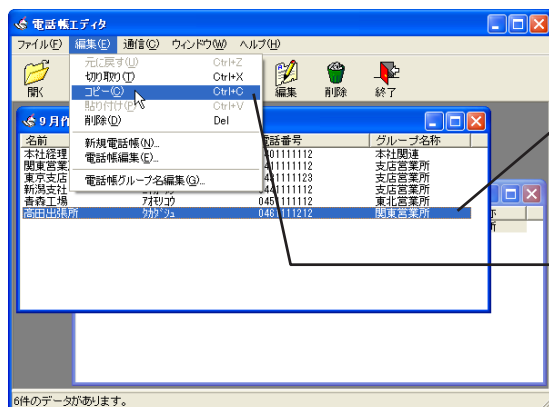 電話帳エディタ
ファイル(F) 編集(E) 通信(C) ウィンドウ(W) ヘルプ(H)
元に戻す(U) Ctrl+Z
切り取り(T) Ctrl+X
コピー(C) Ctrl+C
貼り付け(P) Ctrl+V
削除(D) Del
新規電話帳(N)...
電話帳編集(E)...
電話帳グループ名編集(G)...
開く 編集 削除 終了
9月作
名前 電話番号 グループ名称
本社経理 本社関連
関東営業 支店営業所
東京支店 支店営業所
新潟支社 支店営業所
青森工場 アオモリコウ 東北営業所
高田出張所 0461111212 関東営業所
6件のデータがあります。